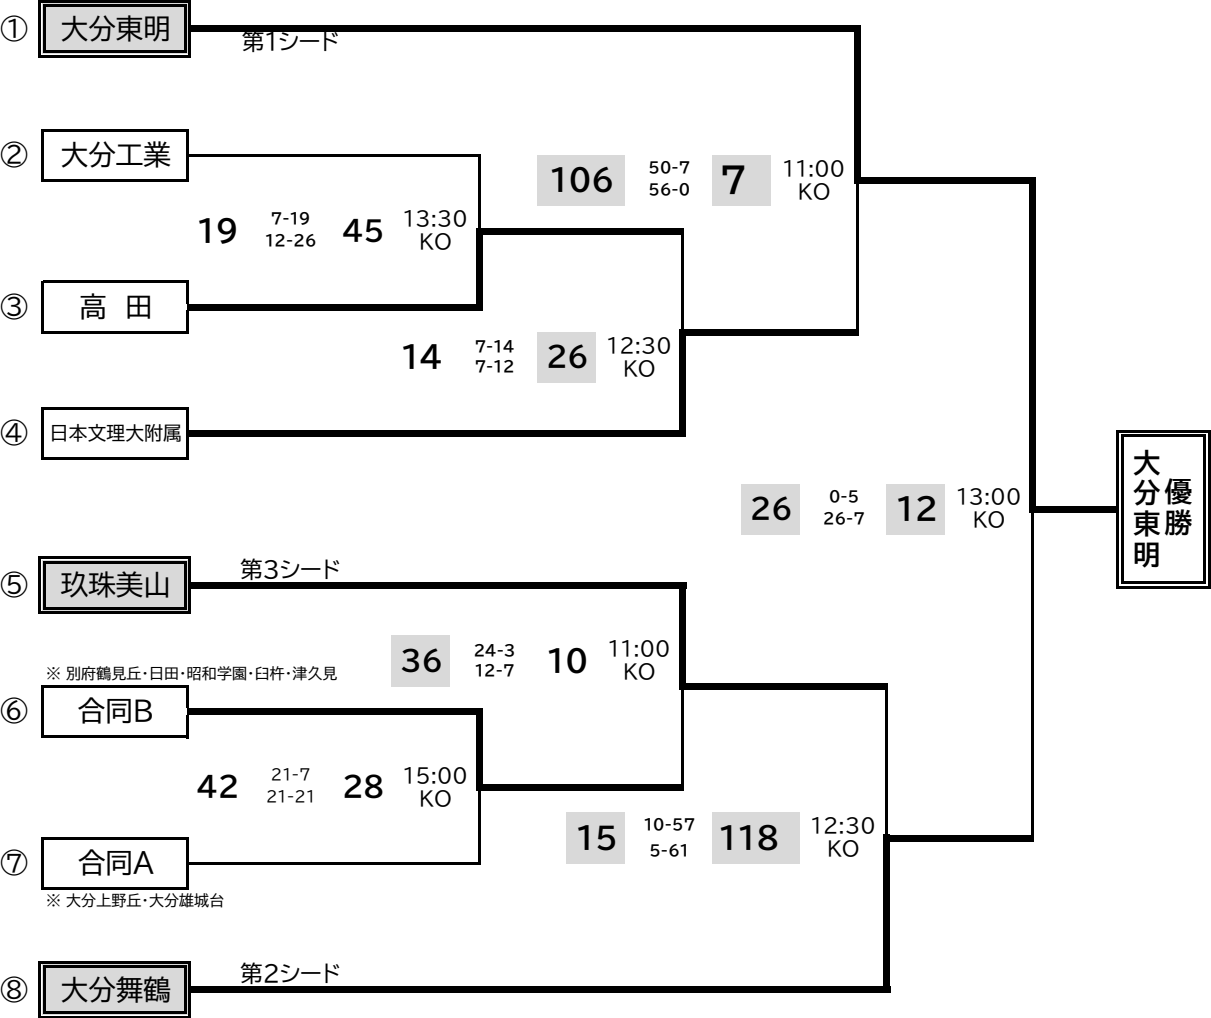 ① 大分東明
第1シード
② 大分工業
106 50-7 7 11:00
56-0 KO
19 7-19 45 13:30
12-26 KO
③ 高 田
14 7-14 26 12:30
7-12 KO
④ 日本文理大附属
26 0-5 12 13:00
26-7 KO
優勝
大分東明
第3シード
⑤ 玖珠美山
36 24-3 10 11:00
12-7 KO
※ 別府鶴見丘・日田・昭和学園・臼杵・津久見
⑥ 合同B
42 21-7 28 15:00
21-21 KO
15 10-57 118 12:30
5-61 KO
⑦ 合同A
※ 大分上野丘・大分雄城台
第2シード
⑧ 大分舞鶴